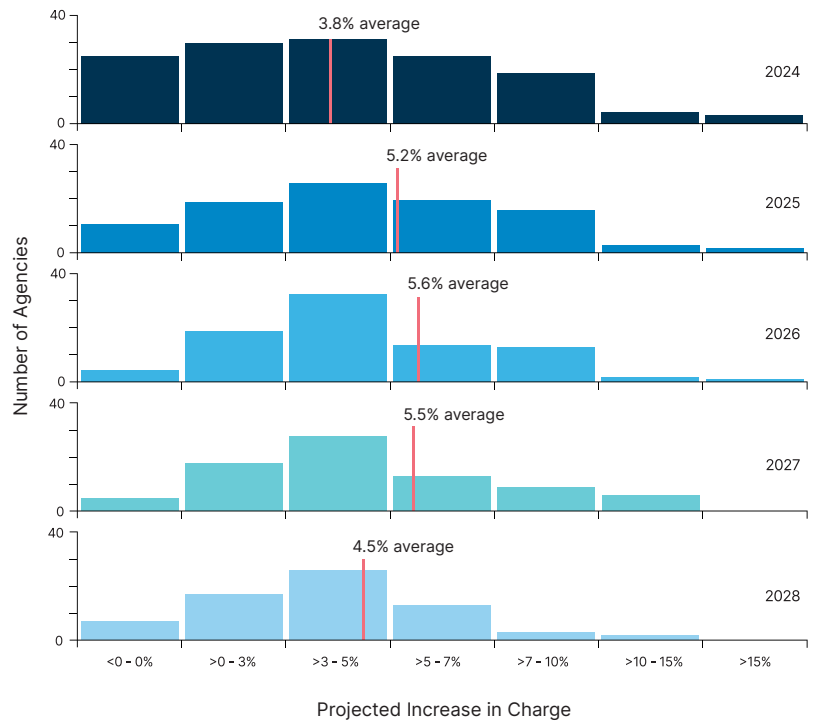 40
3.8% average
2024
0
40
5.2% average
2025
0
40
5.6% average
2026
0
40
5.5% average
2027
0
40
4.5% average
2028
0
Number of Agencies
<0 – 0%
>0 – 3%
>3 – 5%
>5 – 7%
>7 – 10%
>10 – 15%
>15%
Projected Increase in Charge